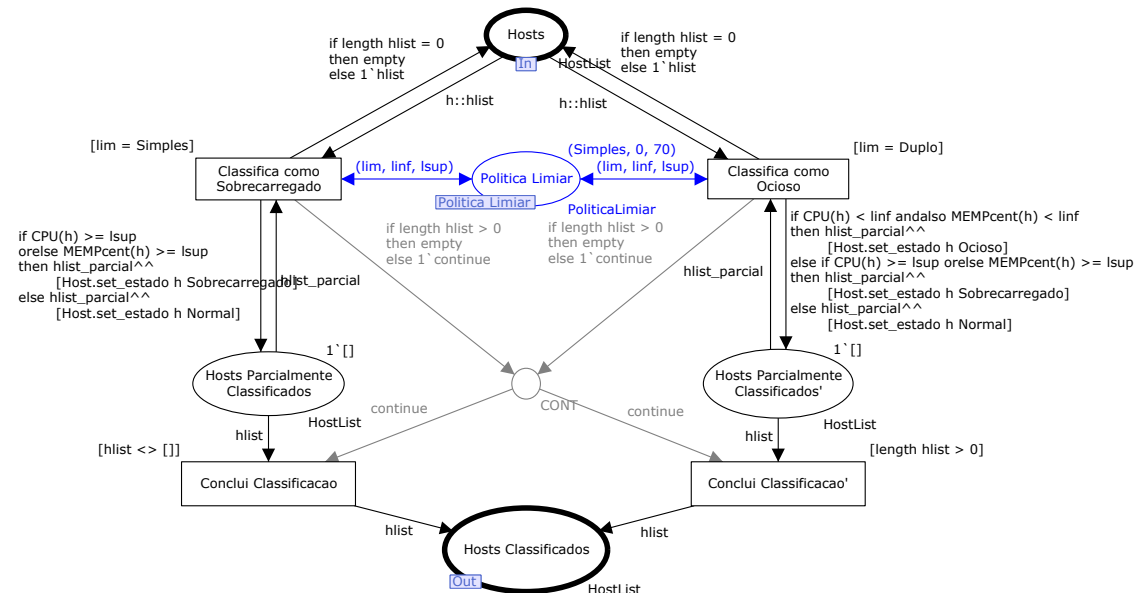 Hosts
In
HostList
if length hlist = 0
then empty
else 1`hlist
if length hlist = 0
then empty
else 1`hlist
h::hlist
h::hlist
[lim = Simples]
[lim = Duplo]
Classifica como
Sobrecarregado
(lim, linf, lsup)
Politica Limiar
Politica Limiar
(Simples, 0, 70)
(lim, linf, lsup)
PoliticaLimiar
Classifica como
Ocioso
if CPU(h) >= lsup
orelse MEMPcent(h) >= lsup
then hlist_parcial^^
[Host.set_estado h Sobrecarregado]
else hlist_parcial^^
[Host.set_estado h Normal]
hlist_parcial
if length hlist > 0
then empty
else 1`continue
if length hlist > 0
then empty
else 1`continue
hlist_parcial
if CPU(h) < linf andalso MEMPcent(h) < linf
then hlist_parcial^^
[Host.set_estado h Ocioso]
else if CPU(h) >= lsup orelse MEMPcent(h) >= lsup
then hlist_parcial^^
[Host.set_estado h Sobrecarregado]
else hlist_parcial^^
[Host.set_estado h Normal]
1`[]
Hosts Parcialmente
Classificados
HostList
1`[]
Hosts Parcialmente
Classificados'
HostList
CONT
continue
continue
hlist
hlist
[hlist <> []]
[length hlist > 0]
Conclui Classificacao
Conclui Classificacao'
hlist
hlist
Hosts Classificados
Out
HostList